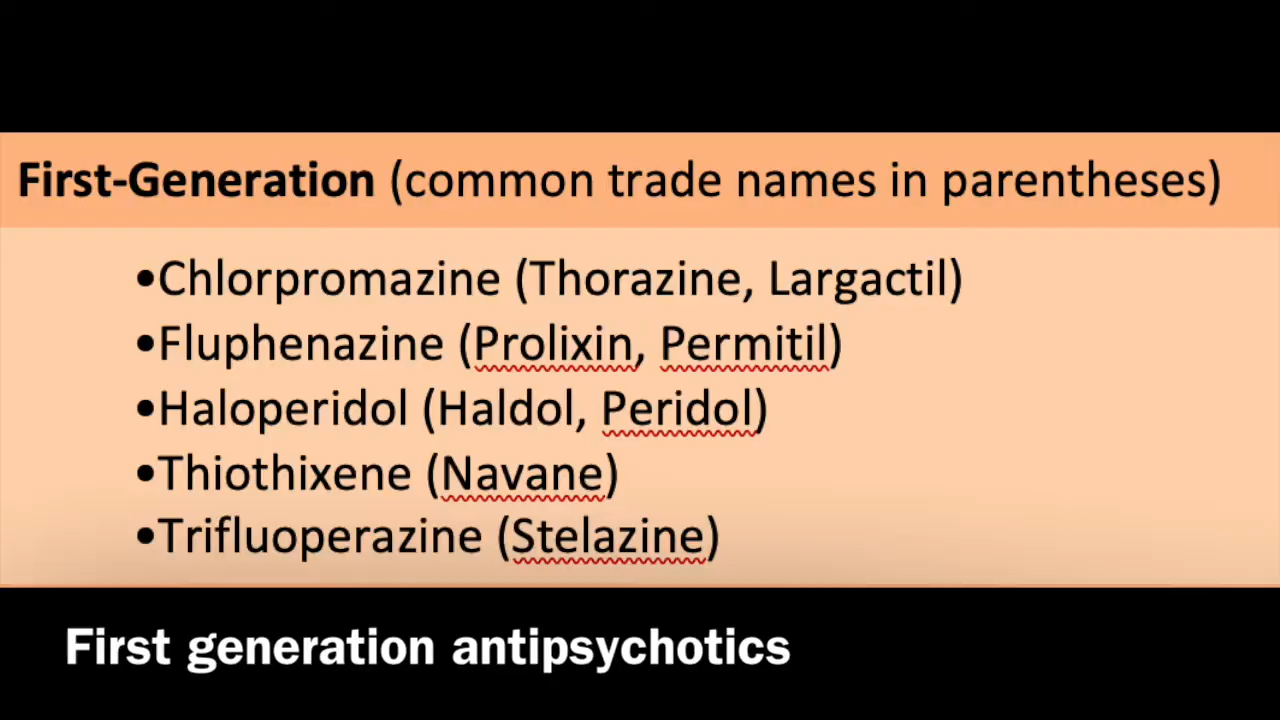 First-Generation (common trade names in parentheses)
•Chlorpromazine (Thorazine, Largactil)
•Fluphenazine (Prolixin, Permitil)
•Haloperidol (Haldol, Peridol)
•Thiothixene (Navane)
•Trifluoperazine (Stelazine)
First generation antipsychotics